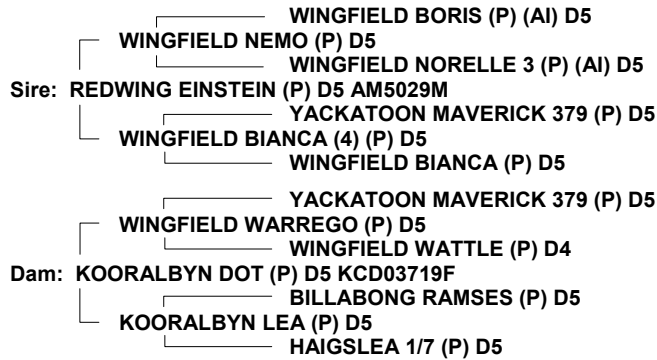 WINGFIELD BORIS (P) (AI) D5
WINGFIELD NEMO (P) D5
WINGFIELD NORELLE 3 (P) (AI) D5
Sire: REDWING EINSTEIN (P) D5 AM5029M
YACKATOON MAVERICK 379 (P) D5
WINGFIELD BIANCA (4) (P) D5
WINGFIELD BIANCA (P) D5
YACKATOON MAVERICK 379 (P) D5
WINGFIELD WARREGO (P) D5
WINGFIELD WATTLE (P) D4
Dam: KOORALBYN DOT (P) D5 KCD03719F
BILLABONG RAMSES (P) D5
KOORALBYN LEA (P) D5
HAIGSLEA 1/7 (P) D5